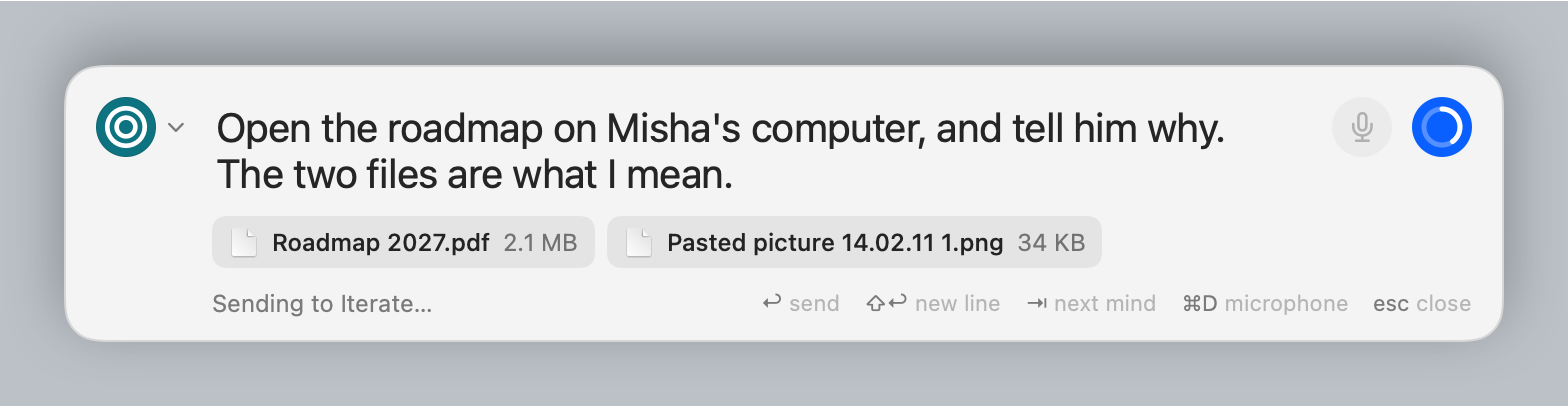 Open the roadmap on Misha's computer, and tell him why.
The two files are what I mean.
Roadmap 2027.pdf 2.1 MB Pasted picture 14.02.11 1.png 34 KB
Sending to Iterate... ↩ send ⇧↩ new line ⇥ next mind ⌘D microphone esc close